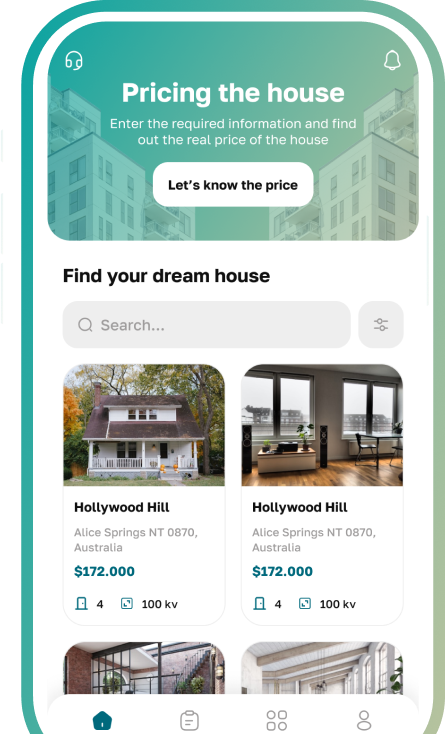 Pricing the house
Enter the required information and find
out the real price of the house
Let’s know the price
Find your dream house
Search...
Hollywood Hill
Alice Springs NT 0870,
Australia
$172.000
4 100 kv
Hollywood Hill
Alice Springs NT 0870,
Australia
$172.000
4 100 kv